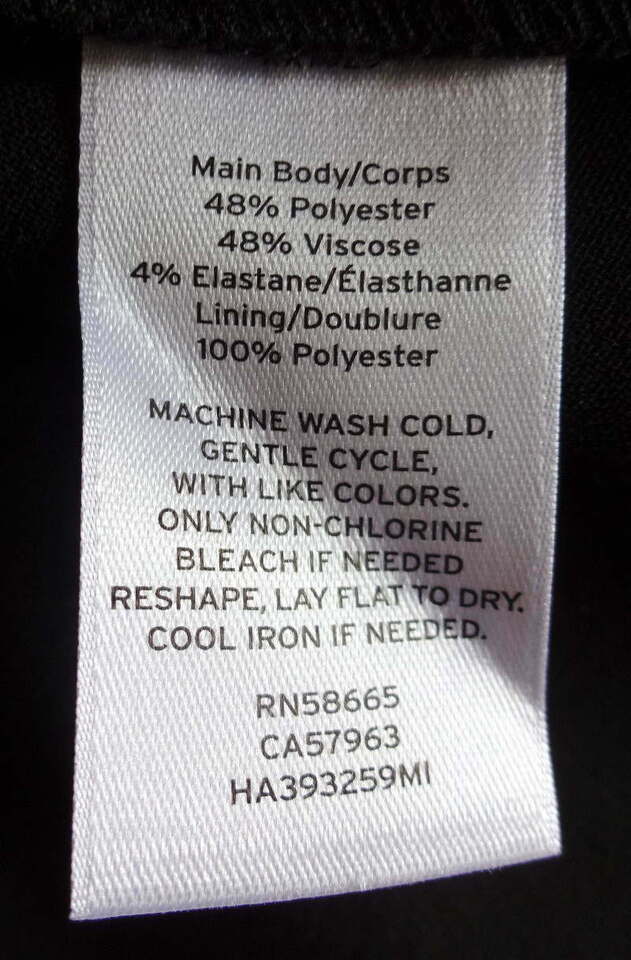 Main Body/Corps
48% Polyester
48% Viscose
4% Elastane/Élasthanne
Lining/Doublure
100% Polyester
MACHINE WASH COLD,
GENTLE CYCLE,
WITH LIKE COLORS.
ONLY NON-CHLORINE
BLEACH IF NEEDED
RESHAPE, LAY FLAT TO DRY.
COOL IRON IF NEEDED.
RN58665
CA57963
HA393259MI